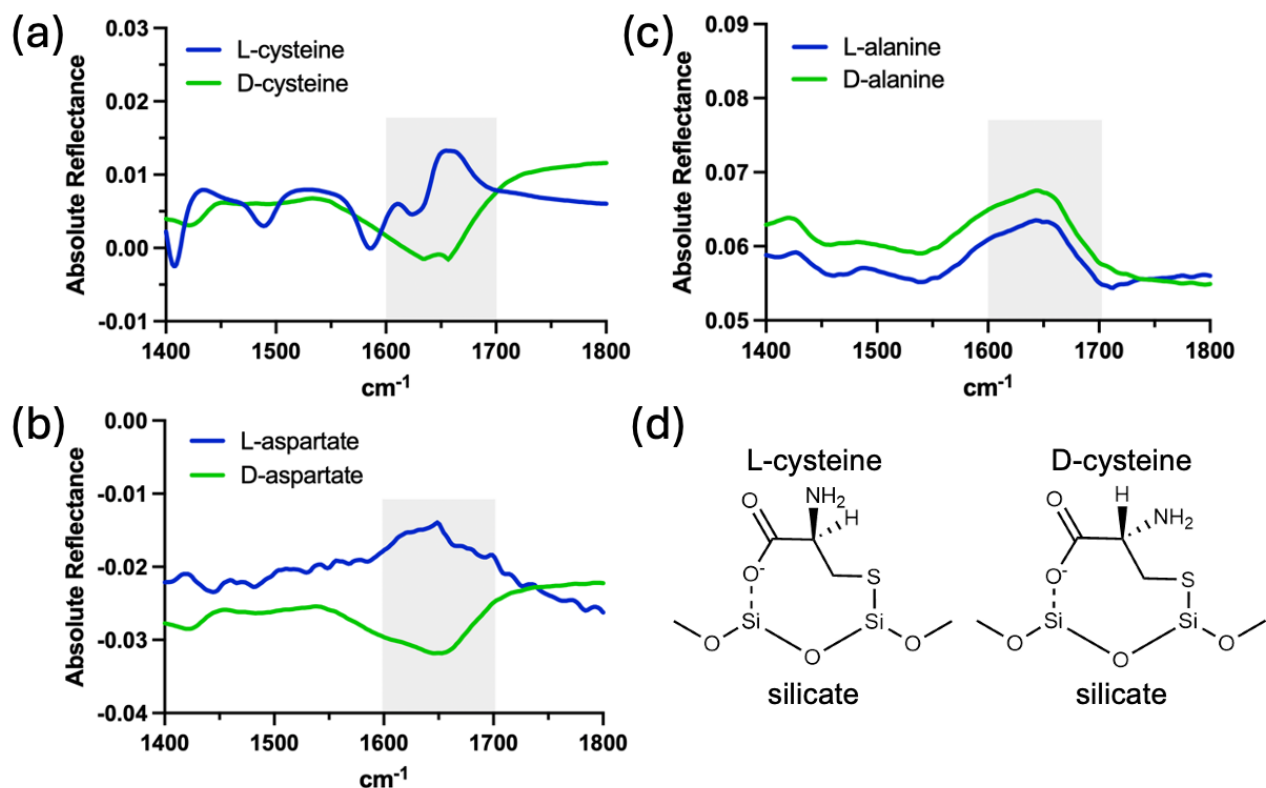 (a)
L-cysteine
D-cysteine
Absolute Reflectance
0.03
0.02
0.01
0.00
-0.01
1400 1500 1600 1700 1800
cm-1
(c)
L-alanine
D-alanine
Absolute Reflectance
0.09
0.08
0.07
0.06
0.05
1400 1500 1600 1700 1800
cm-1
(b)
L-aspartate
D-aspartate
Absolute Reflectance
0.00
-0.01
-0.02
-0.03
-0.04
1400 1500 1600 1700 1800
cm-1
(d)
L-cysteine
O NH2
H
O- S
Si Si
O O O
silicate
D-cysteine
O H
NH2
O- S
Si Si
O O O
silicate